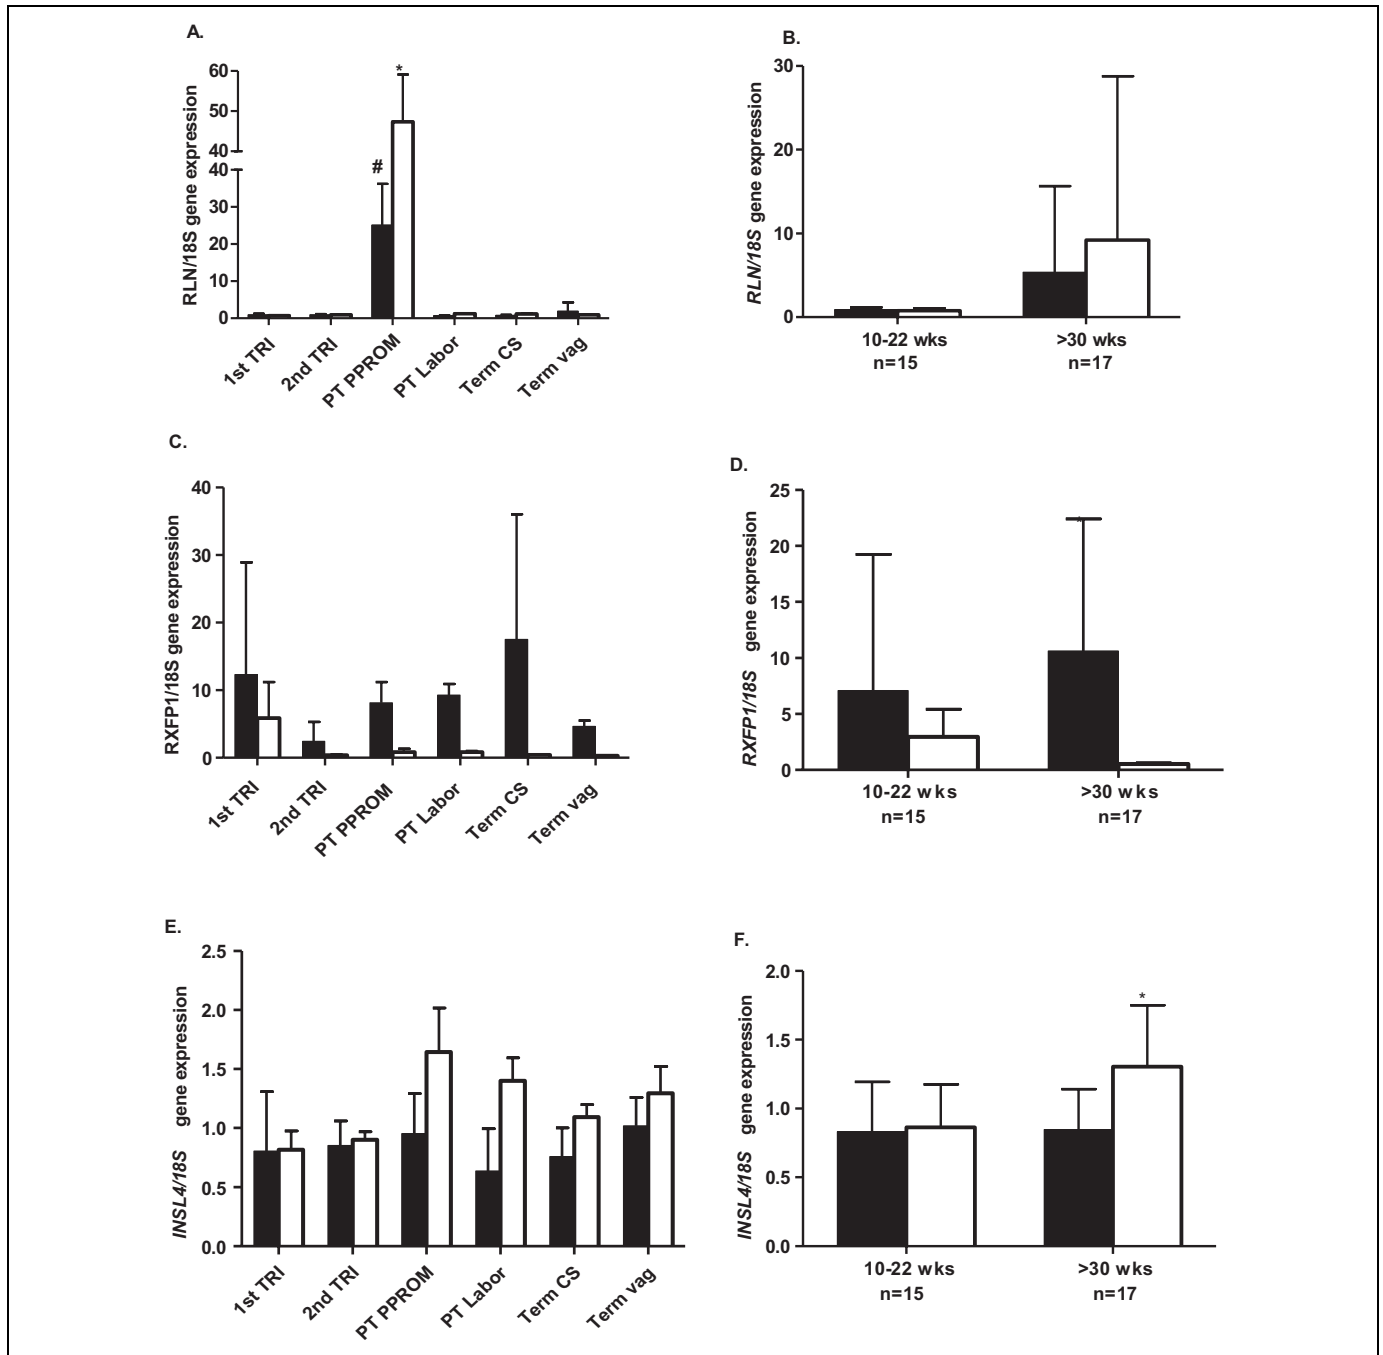 A.
RLN/18S gene expression
60
50
40
40
30
20
10
0
#
*
1st TRI
2nd TRI
PT PPROM
PT Labor
Term CS
Term vag
B.
RLN/18S gene expression
30
20
10
0
10-22 wks
n=15
>30 wks
n=17
C.
RXFP1/18S gene expression
40
30
20
10
0
1st TRI
2nd TRI
PT PPROM
PT Labor
Term CS
Term vag
D.
RXFP1/18S gene expression
25
20
15
10
5
0
*
10-22 wks
n=15
>30 wks
n=17
E.
INSL4/18S gene expression
2.5
2.0
1.5
1.0
0.5
0.0
1st TRI
2nd TRI
PT PPROM
PT Labor
Term CS
Term vag
F.
INSL4/18S gene expression
2.0
1.5
1.0
0.5
0.0
*
10-22 wks
n=15
>30 wks
n=17